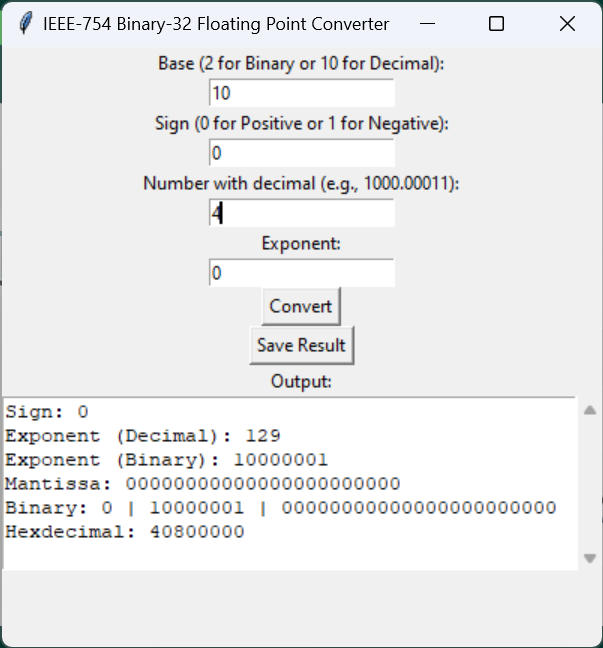 IEEE-754 Binary-32 Floating Point Converter
Base (2 for Binary or 10 for Decimal):
10
Sign (0 for Positive or 1 for Negative):
0
Number with decimal (e.g., 1000.00011):
4
Exponent:
0
Convert
Save Result
Output:
Sign: 0
Exponent (Decimal): 129
Exponent (Binary): 10000001
Mantissa: 00000000000000000000000
Binary: 0 | 10000001 | 00000000000000000000000
Hexdecimal: 40800000